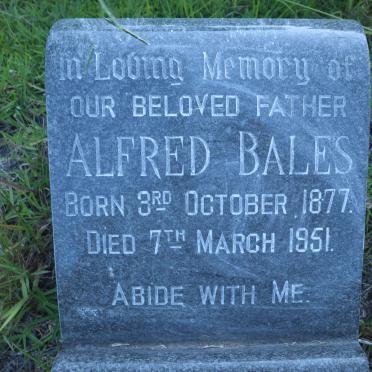 In Loving Memory of
OUR BELOVED FATHER
ALFRED BALES
BORN 3RD OCTOBER 1877.
DIED 7TH MARCH 1951.
ABIDE WITH ME.